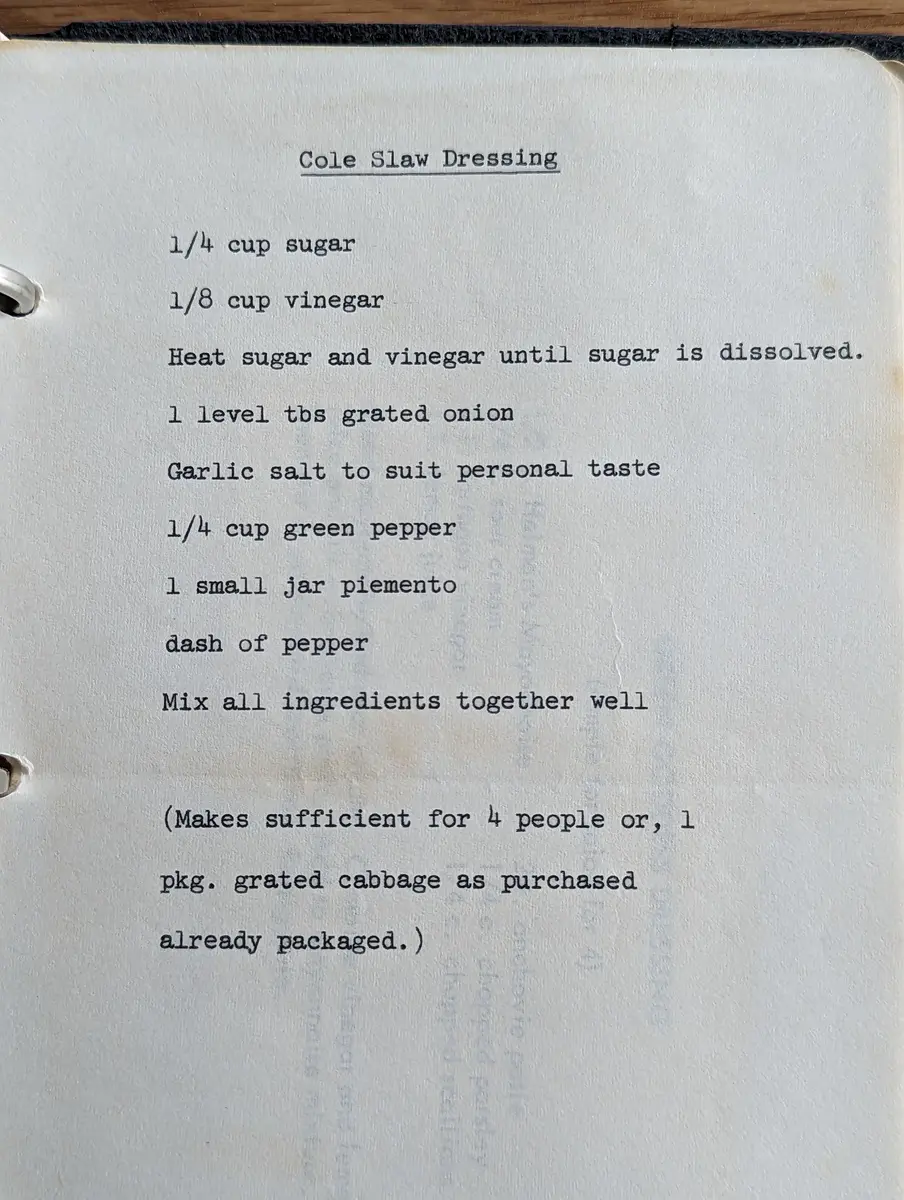 Cole Slaw Dressing
1/4 cup sugar
1/8 cup vinegar
Heat sugar and vinegar until sugar is dissolved.
1 level tbs grated onion
Garlic salt to suit personal taste
1/4 cup green pepper
1 small jar piemento
dash of pepper
Mix all ingredients together well
(Makes sufficient for 4 people or, 1
pkg. grated cabbage as purchased
already packaged.)